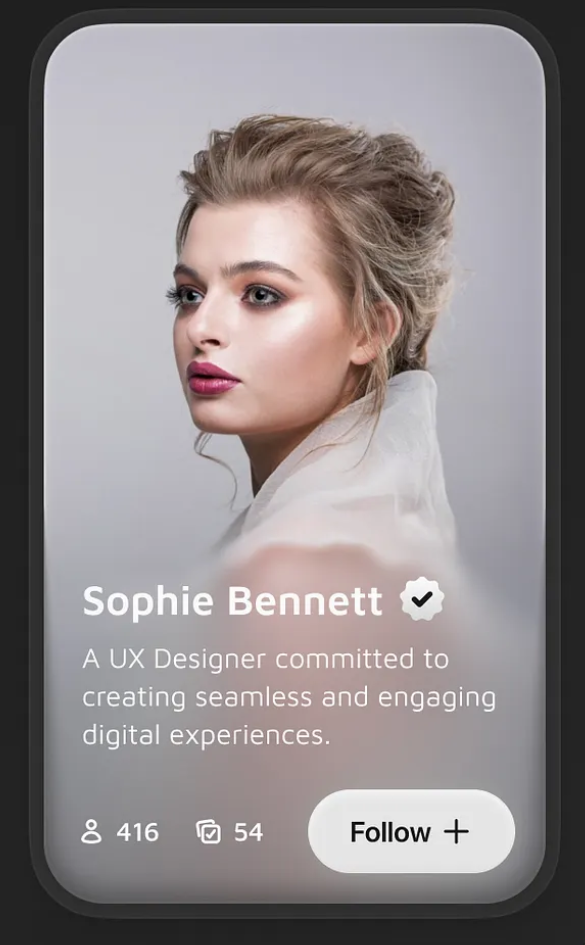 Sophie Bennett
A UX Designer committed to
creating seamless and engaging
digital experiences.
416 54 Follow +